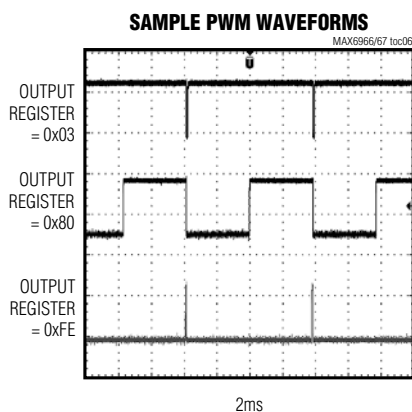 SAMPLE PWM WAVEFORMS
MAX6966/67 toc06
T
OUTPUT
REGISTER
= 0x03
OUTPUT
REGISTER
= 0x80
OUTPUT
REGISTER
= 0xFE
2ms